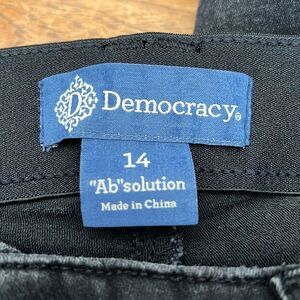 D
Democracy®
14
"Ab"solution
Made in China